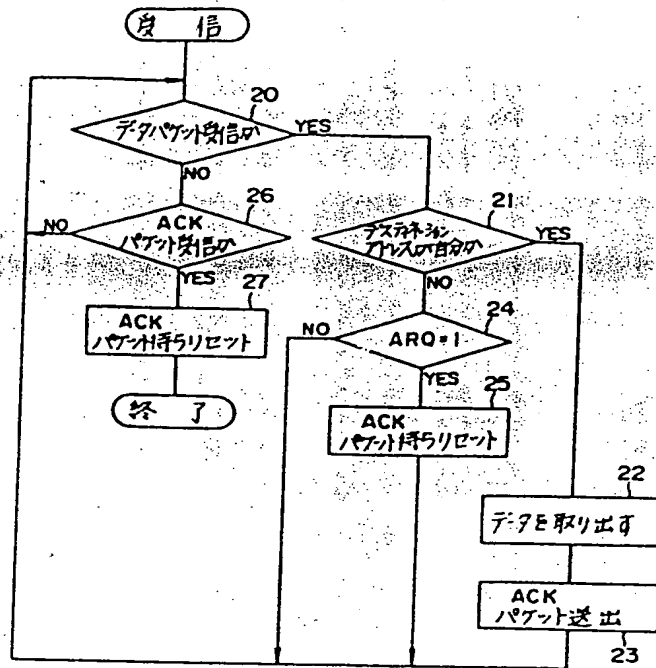 受信
20
データパケット受信か
YES
NO
26
ACK
パケット受信か
NO
YES
27
ACK
パケット待ちリセット
終了
21
デスティネーション
アドレスが自分か
YES
NO
24
ARQ=1
NO
YES
25
ACK
パケット待ちリセット
22
データを取り出す
ACK
パケット送出
23